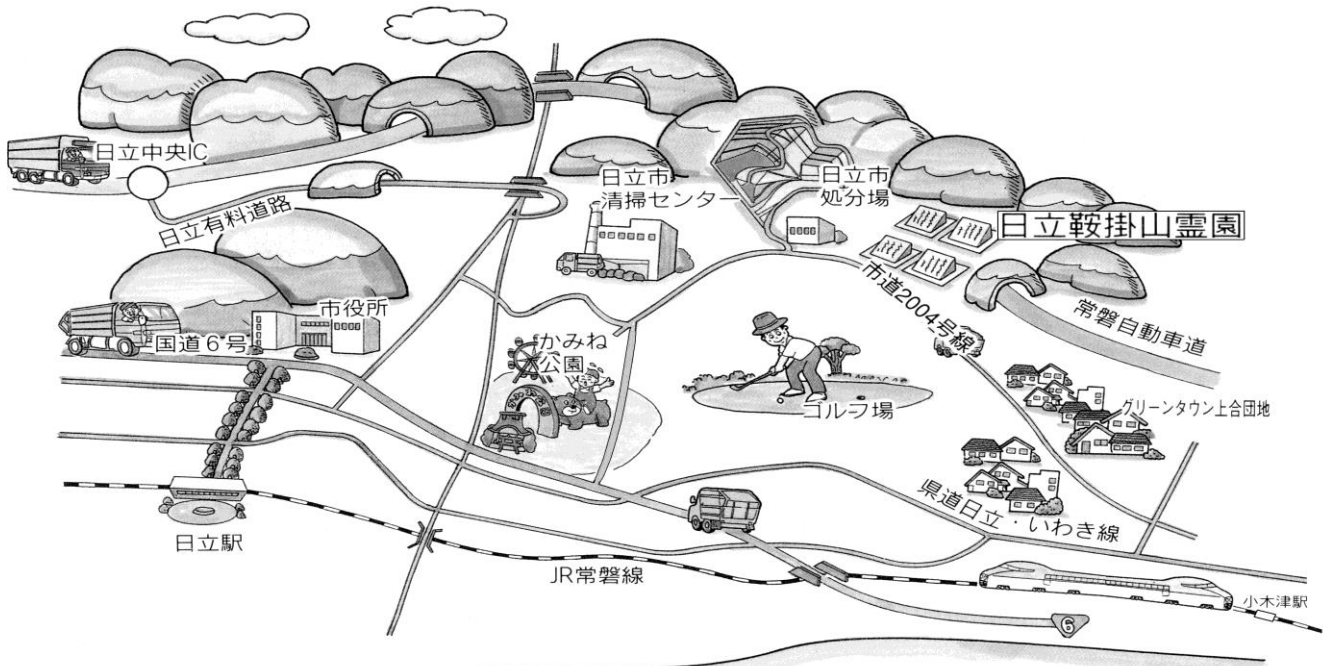 日立中央IC
日立有料道路
日立市
清掃センター
日立市
処分場
日立鞍掛山霊園
市道2004号線
常磐自動車道
市役所
国道6号
かみね
公園
ゴルフ場
グリーンタウン上合団地
県道日立・いわき線
日立駅
JR常磐線
小木津駅
6